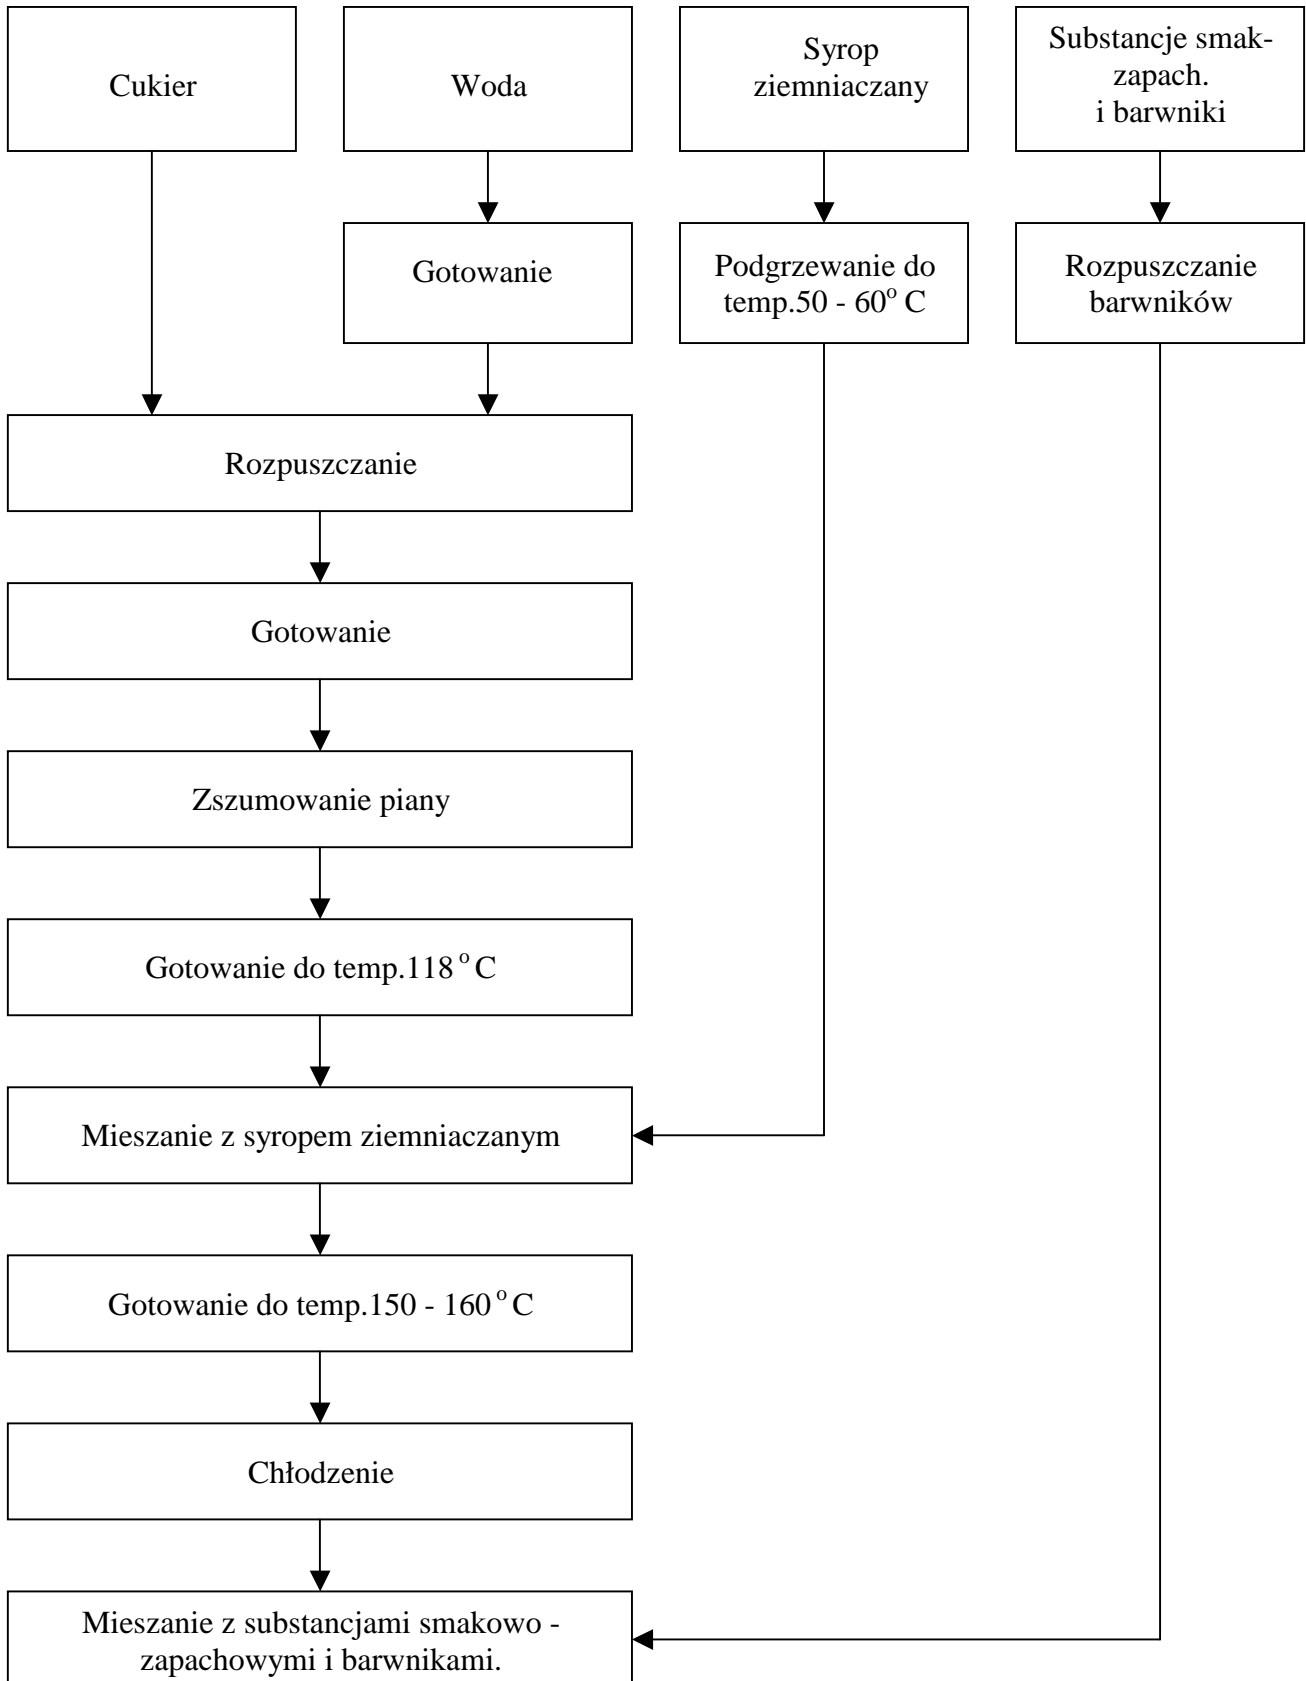 Cukier
Woda
Syrop
ziemniaczany
Substancje smak-
zapach.
i barwniki
Gotowanie
Podgrzewanie do
temp.50 - 60° C
Rozpuszczanie
barwników
Rozpuszczanie
Gotowanie
Zszumowanie piany
Gotowanie do temp.118° C
Mieszanie z syropem ziemniaczanym
Gotowanie do temp.150 - 160° C
Chłodzenie
Mieszanie z substancjami smakowo -
zapachowymi i barwnikami.